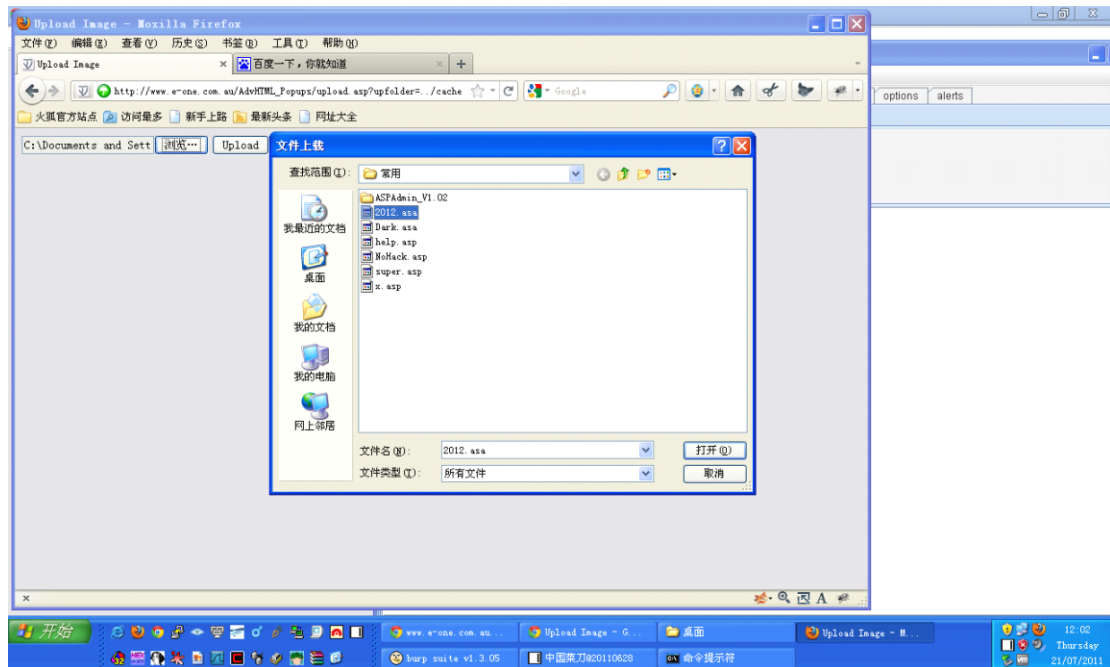 Upload Image - Mozilla Firefox
文件(F) 编辑(E) 查看(V) 历史(S) 书签(B) 工具(T) 帮助(H)
Upload Image × 百度一下，你就知道 × +
http://www.e-one.com.au/AdvHTML_Popups/upload.asp?upfolder=../cache Google
options alerts
火狐官方站点 访问最多 新手上路 最新头条 网址大全
C:\Documents and Sett 浏览… Upload
文件上载
查找范围(I): 常用
ASPAdmin_V1.02
2012.asa
Dark.asa
help.asp
NoHack.asp
super.asp
x.asp
我最近的文档
桌面
我的文档
我的电脑
网上邻居
文件名(N): 2012.asa 打开(O)
文件类型(T): 所有文件 取消
×
开始 www.e-one.com.au... Upload Image - G... 桌面 Upload Image - M... 12:02
Thursday
burp suite v1.3.05 中国菜刀@20110628 命令提示符 21/07/2011